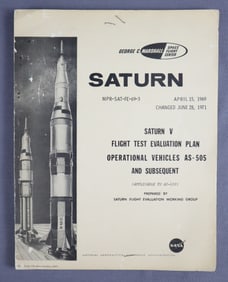 GEORGE C. MARSHALL SPACE FLIGHT CENTER
SATURN
MPR-SAT-FE-69-1 APRIL 15, 1969
CHANGED JUNE 28, 1971
SATURN V
FLIGHT TEST EVALUATION PLAN
OPERATIONAL VEHICLES AS-505
AND SUBSEQUENT
PREPARED BY
SATURN FLIGHT EVALUATION WORKING GROUP
NASA